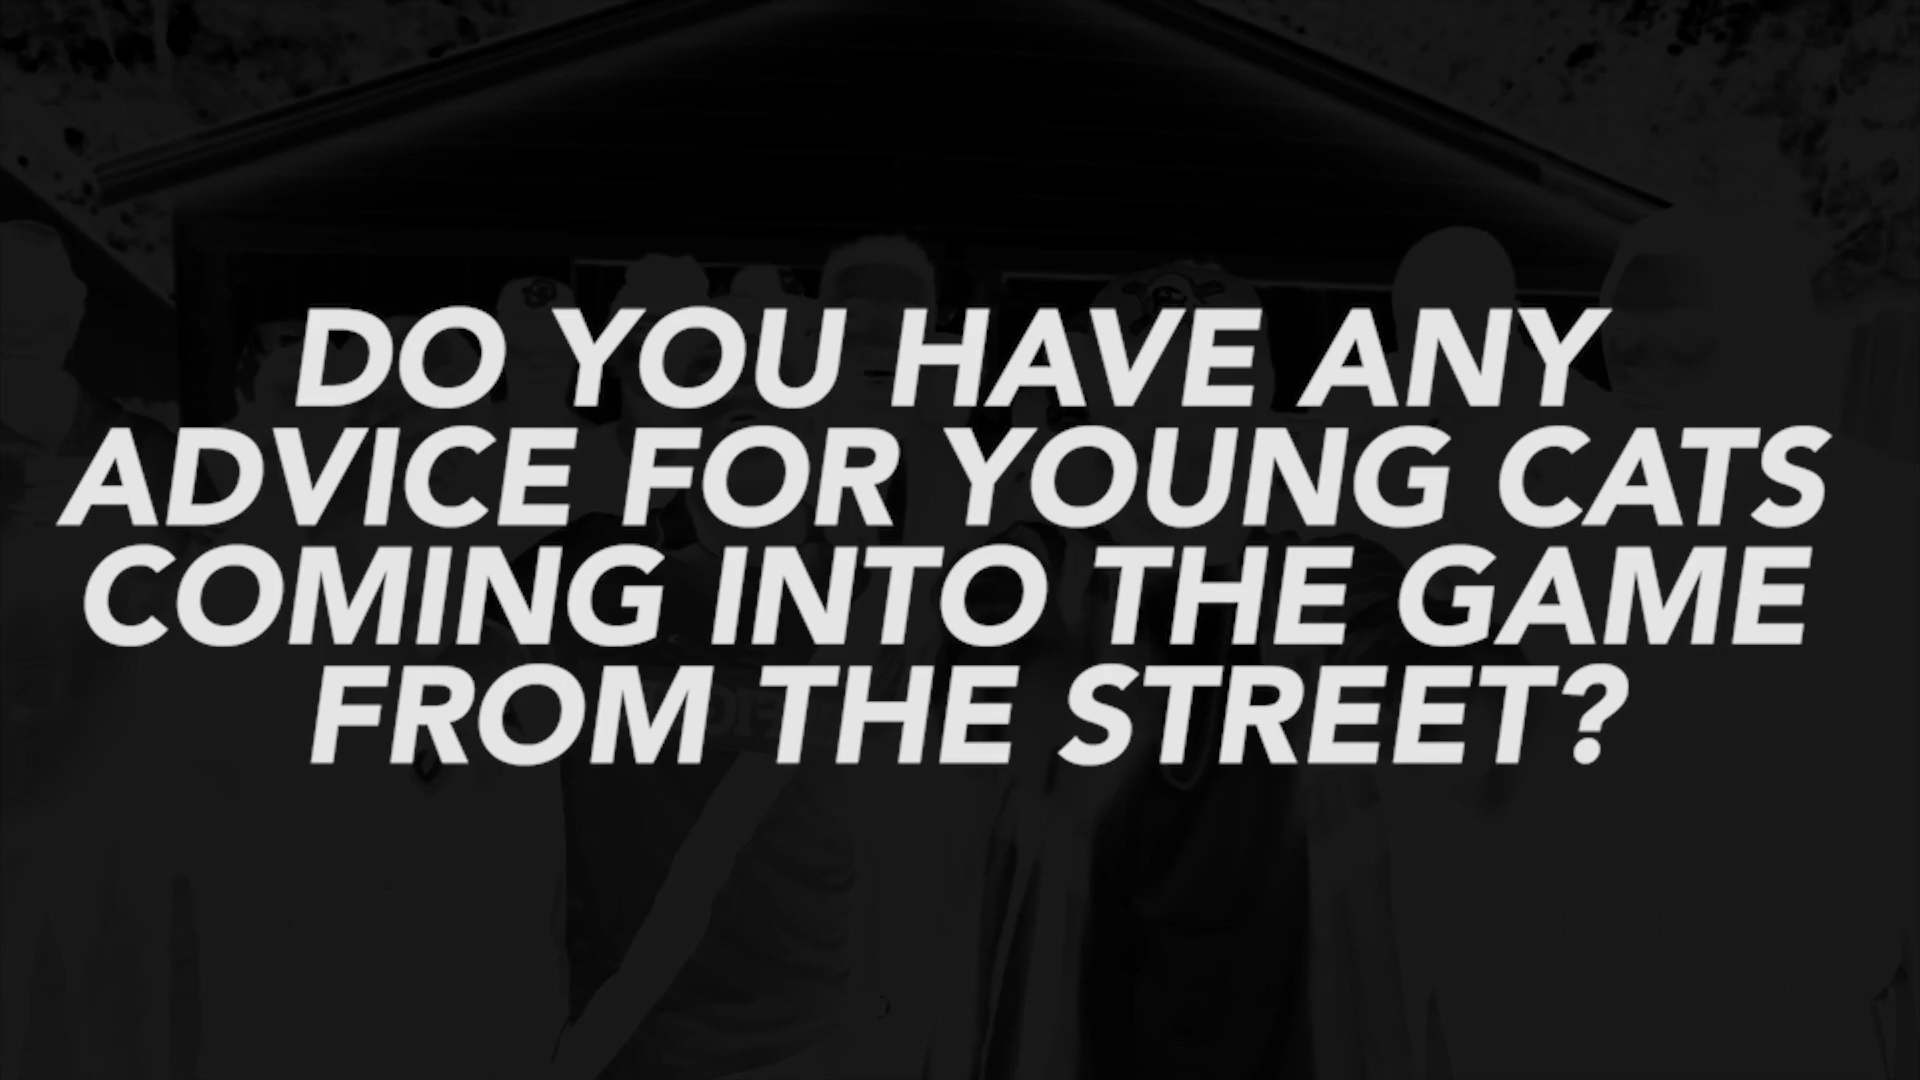 DO YOU HAVE ANY
ADVICE FOR YOUNG CATS
COMING INTO THE GAME
FROM THE STREET?